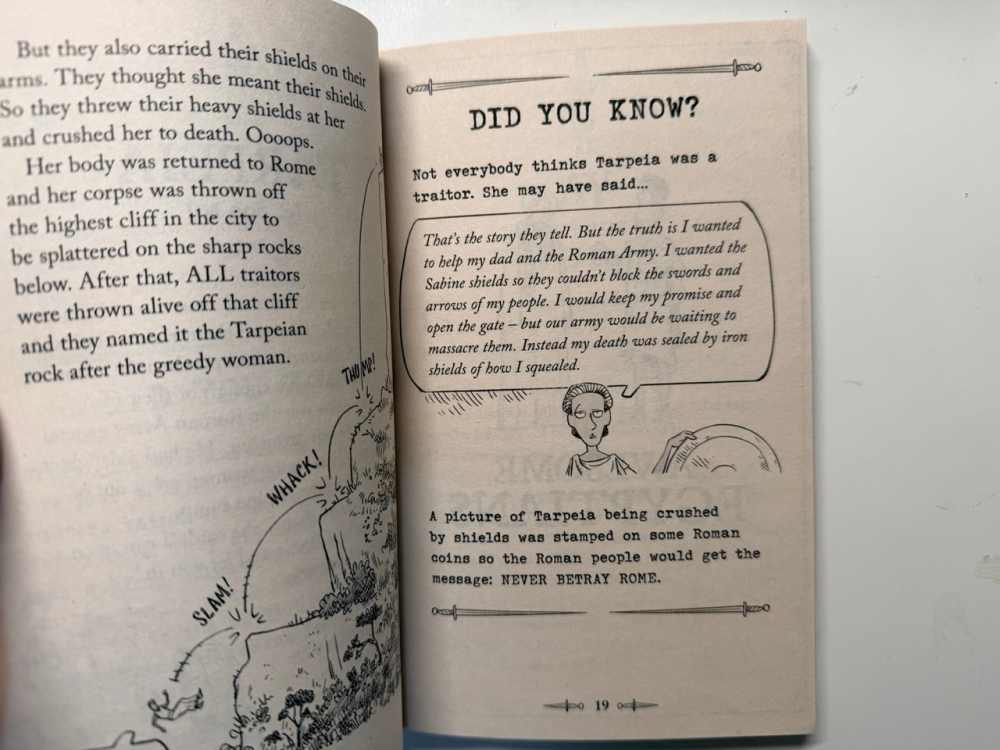 But they also carried their shields on their
arms. They thought she meant their shields.
So they threw their heavy shields at her
and crushed her to death. Oooops.
Her body was returned to Rome
and her corpse was thrown off
the highest cliff in the city to
be splattered on the sharp rocks
below. After that, ALL traitors
were thrown alive off that cliff
and they named it the Tarpeian
rock after the greedy woman.
THUMP!
WHACK!
SLAM!
DID YOU KNOW?
Not everybody thinks Tarpeia was a
traitor. She may have said…
That's the story they tell. But the truth is I wanted
to help my dad and the Roman Army. I wanted the
Sabine shields so they couldn't block the swords and
arrows of my people. I would keep my promise and
open the gate – but our army would be waiting to
massacre them. Instead my death was sealed by iron
shields of how I squealed.
A picture of Tarpeia being crushed
by shields was stamped on some Roman
coins so the Roman people would get the
message: NEVER BETRAY ROME.
19